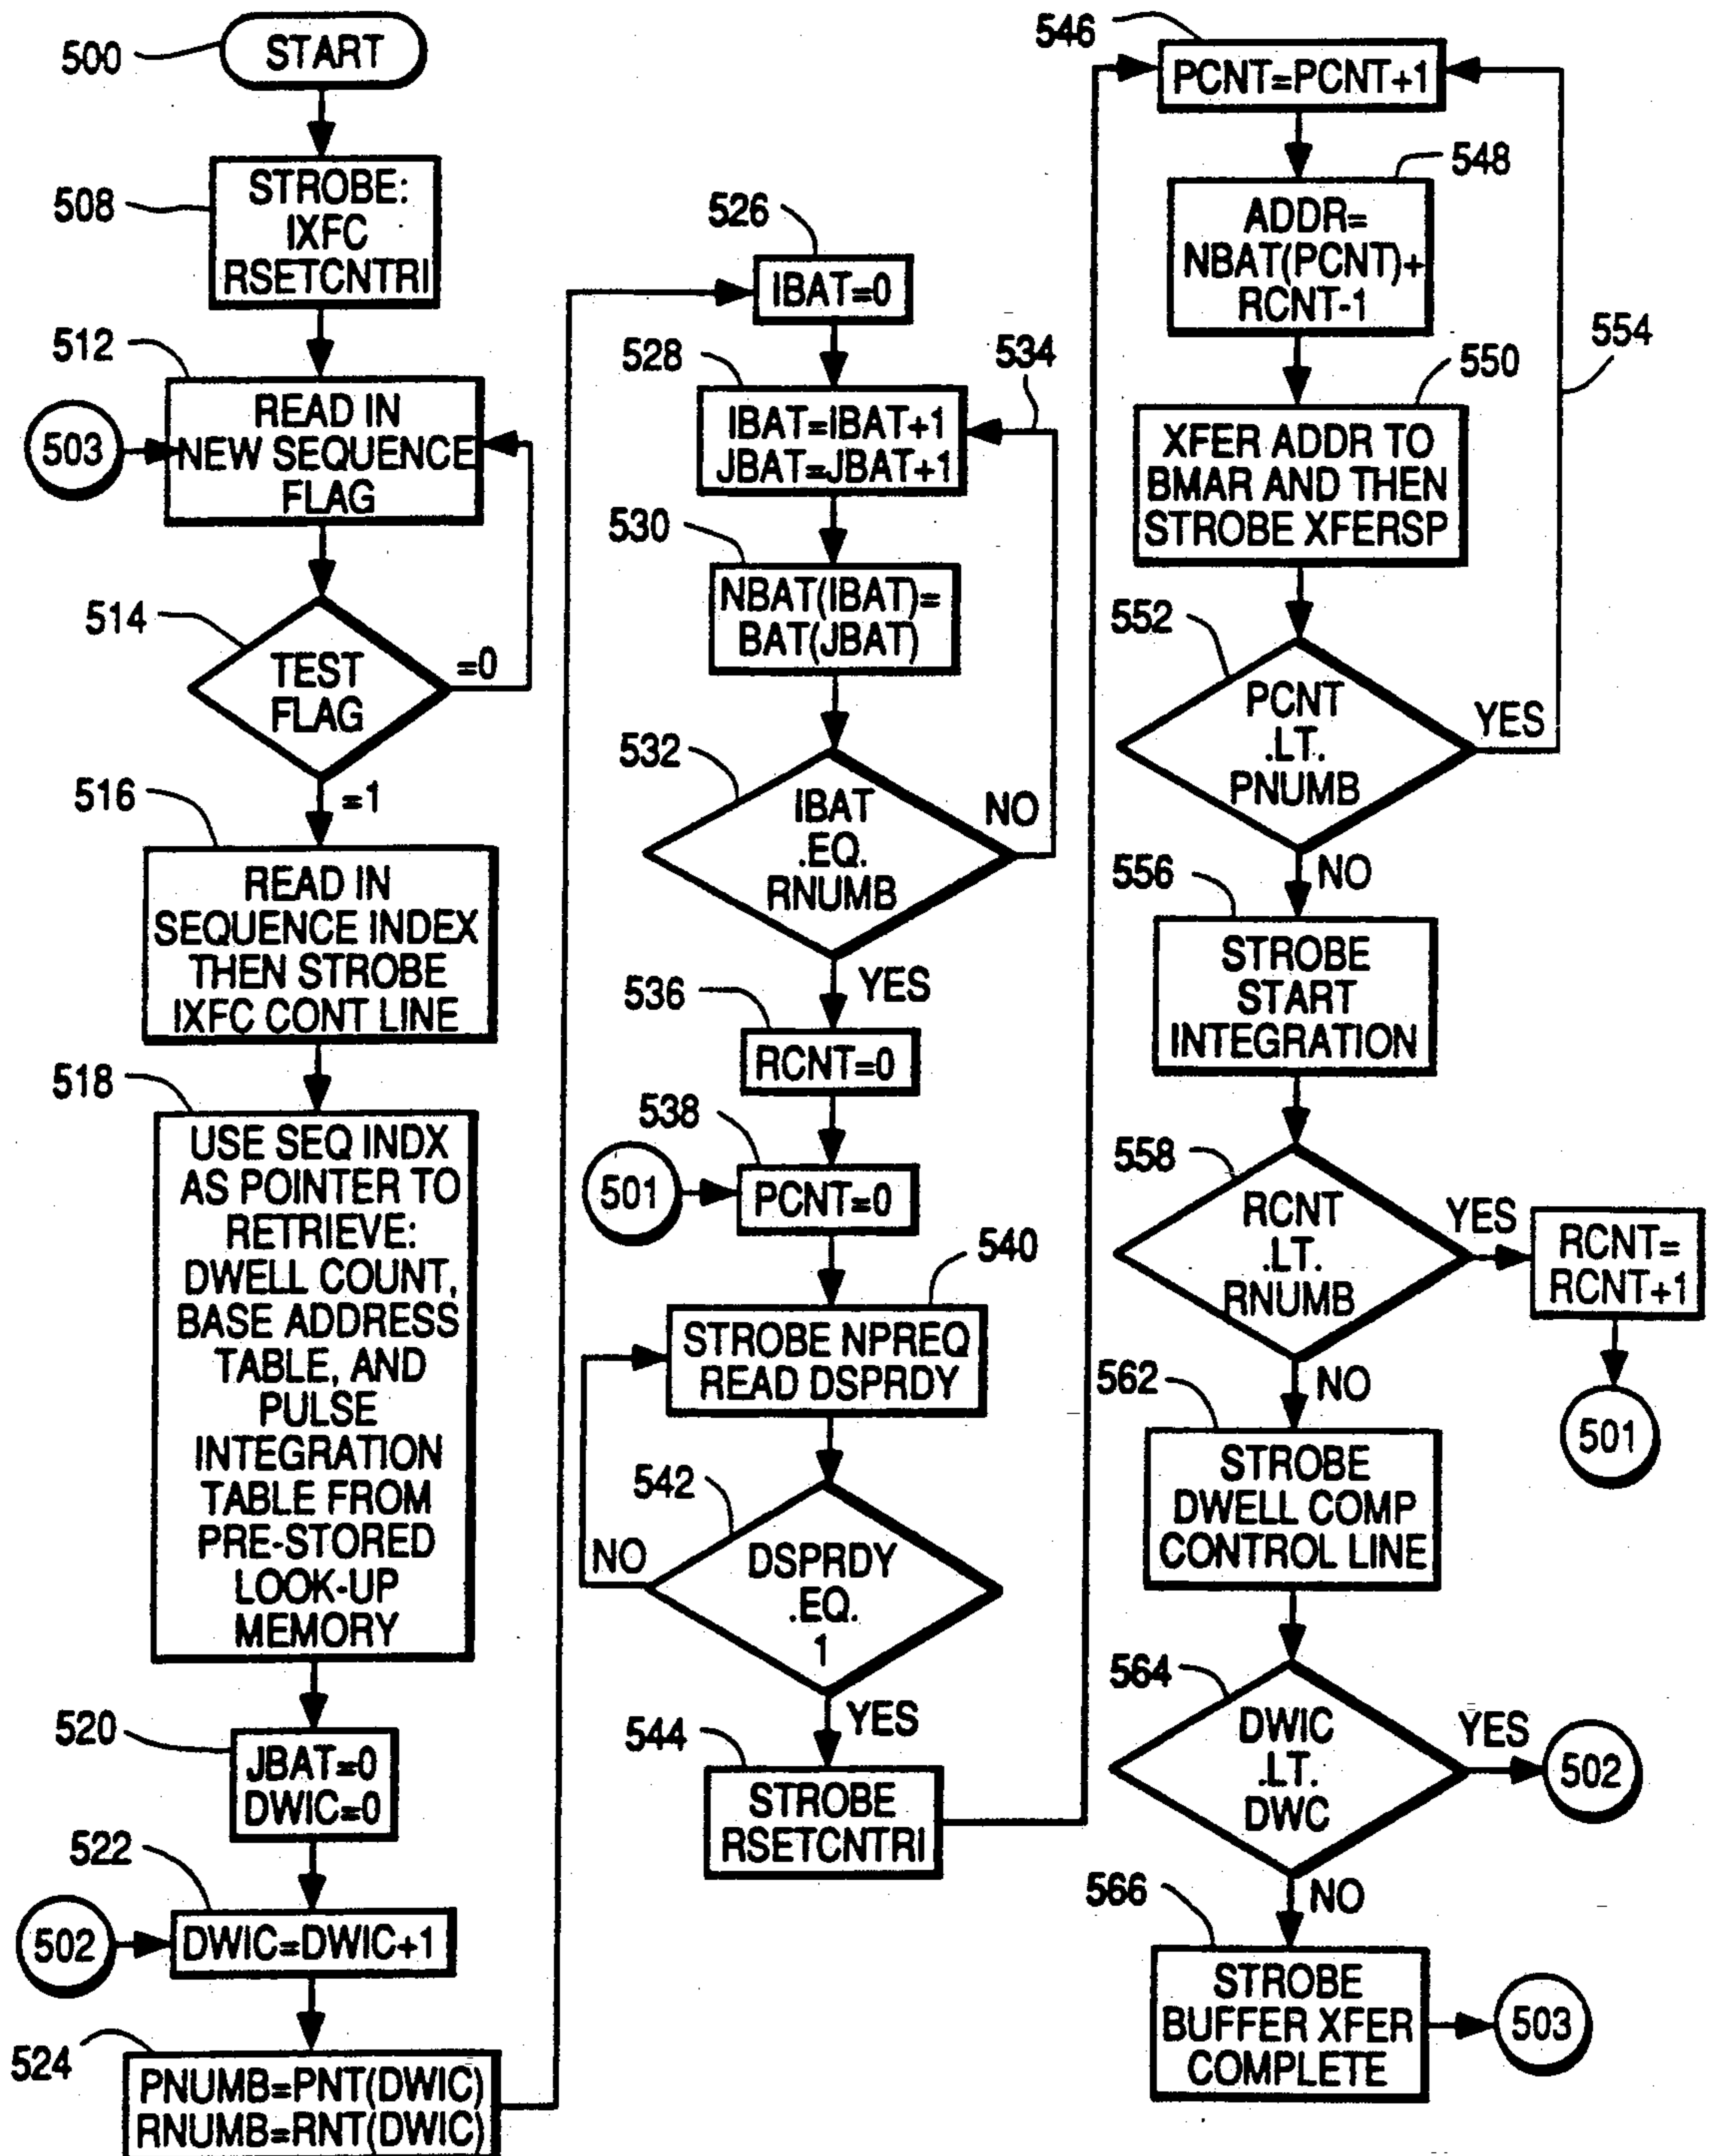 500
START
508
STROBE:
IXFC
RSETCNTRI
512
503
READ IN
NEW SEQUENCE
FLAG
514
TEST
FLAG
=0
=1
516
READ IN
SEQUENCE INDEX
THEN STROBE
IXFC CONT LINE
518
USE SEQ INDX
AS POINTER TO
RETRIEVE:
DWELL COUNT,
BASE ADDRESS
TABLE, AND
PULSE
INTEGRATION
TABLE FROM
PRE-STORED
LOOK-UP
MEMORY
520
JBAT=0
DWIC=0
522
502
DWIC=DWIC+1
524
PNUMB=PNT(DWIC)
RNUMB=RNT(DWIC)
526
IBAT=0
528
534
IBAT=IBAT+1
JBAT=JBAT+1
530
NBAT(IBAT)=
BAT(JBAT)
532
IBAT
.EQ.
RNUMB
NO
YES
536
RCNT=0
538
501
PCNT=0
540
STROBE NPREQ
READ DSPRDY
542
NO
DSPRDY
.EQ.
1
YES
544
STROBE
RSETCNTRI
546
PCNT=PCNT+1
548
ADDR=
NBAT(PCNT)+
RCNT-1
554
550
XFER ADDR TO
BMAR AND THEN
STROBE XFERSP
552
PCNT
.LT.
PNUMB
YES
NO
556
STROBE
START
INTEGRATION
558
RCNT
.LT.
RNUMB
YES
RCNT=
RCNT+1
501
NO
562
STROBE
DWELL COMP
CONTROL LINE
564
DWIC
.LT.
DWC
YES
502
NO
566
STROBE
BUFFER XFER
COMPLETE
503